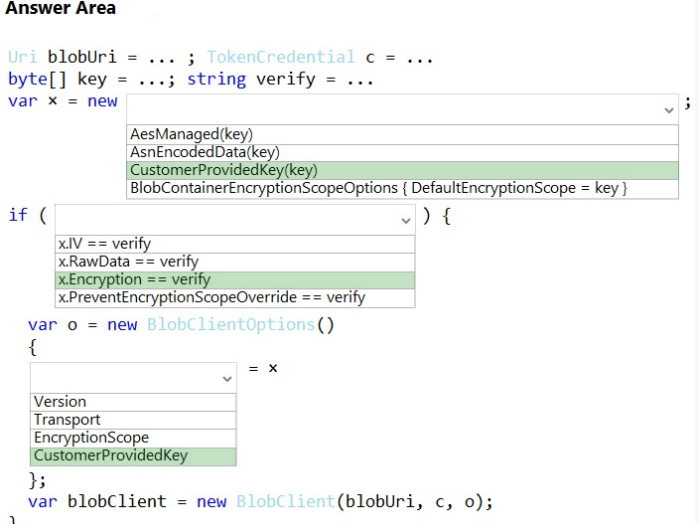 Answer Area
Uri blobUri = ... ; TokenCredential c = ...
byte[] key = ...; string verify = ...
var x = new ;
AesManaged(key)
AsnEncodedData(key)
CustomerProvidedKey(key)
BlobContainerEncryptionScopeOptions { DefaultEncryptionScope = key }
if ( ) {
x.IV == verify
x.RawData == verify
x.Encryption == verify
x.PreventEncryptionScopeOverride == verify
var o = new BlobClientOptions()
{
= x
Version
Transport
EncryptionScope
CustomerProvidedKey
};
var blobClient = new BlobClient(blobUri, c, o);
}